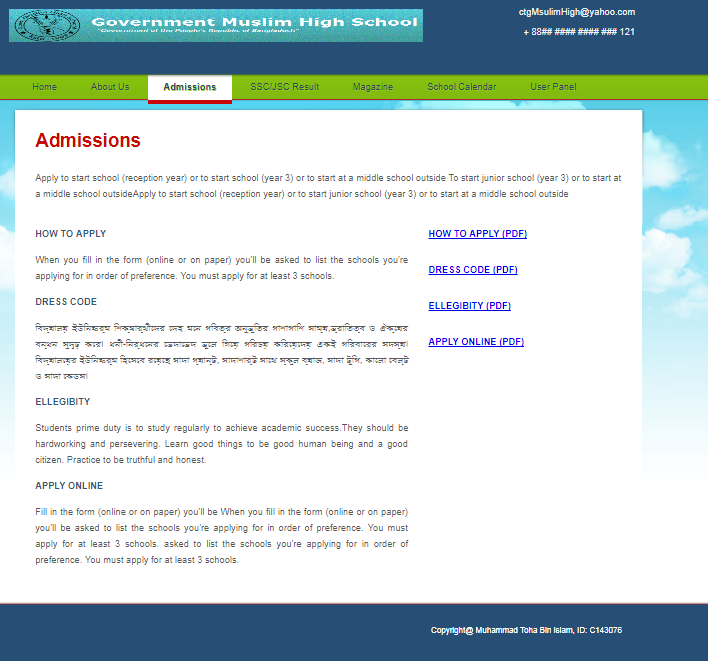 Government Muslim High School
"Government of the People's Republic of Bangladesh"
ctgMsulimHigh@yahoo.com
+ 88## #### #### ### 121
Home About Us Admissions SSC/JSC Result Magazine School Calendar User Panel
Admissions
Apply to start school (reception year) or to start school (year 3) or to start at a middle school outside To start junior school (year 3) or to start at
a middle school outsideApply to start school (reception year) or to start junior school (year 3) or to start at a middle school outside
HOW TO APPLY
When you fill in the form (online or on paper) you'll be asked to list the schools you're
applying for in order of preference. You must apply for at least 3 schools.
DRESS CODE
বিদ্যালয় ইউনিফর্ম শিক্ষার্থীদের দেহ মনে পবিত্র অনুভুতির পাশাপাশি সাম্য,ভ্রাতিত্ব ও ঐক্যের
বন্ধন সুদৃঢ় করে। ধনী-নির্ধনের ভেদাভেদ ভুলে গিয়ে পরিচয় করিয়েদেয় একই পরিবারের সদস্য।
বিদ্যালয়ের ইউনিফর্ম হিসেবে রয়েছে সাদা প্যান্ট, সাদাশার্ট সাথে স্কুল ব্যাজ, সাদা টুপি, কালো বেল্ট
ও সাদা কেডস।
ELLEGIBITY
Students prime duty is to study regularly to achieve academic success.They should be
hardworking and persevering. Learn good things to be good human being and a good
citizen. Practice to be truthful and honest.
APPLY ONLINE
Fill in the form (online or on paper) you'll be When you fill in the form (online or on paper)
you'll be asked to list the schools you're applying for in order of preference. You must
apply for at least 3 schools. asked to list the schools you're applying for in order of
preference. You must apply for at least 3 schools.
HOW TO APPLY (PDF)
DRESS CODE (PDF)
ELLEGIBITY (PDF)
APPLY ONLINE (PDF)
Copyright@ Muhammad Toha Bin Islam, ID: C143076